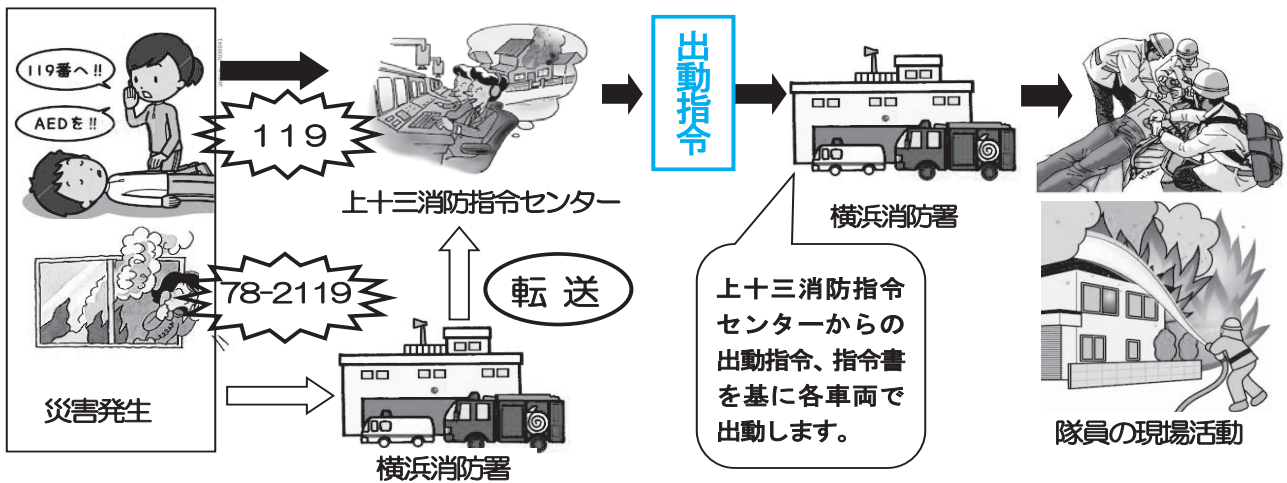 119番へ!!
AEDを!!
119
上十三消防指令センター
出動指令
横浜消防署
78-2119
転送
災害発生
横浜消防署
上十三消防指令
センターからの
出動指令、指令書
を基に各車両で
出動します。
隊員の現場活動